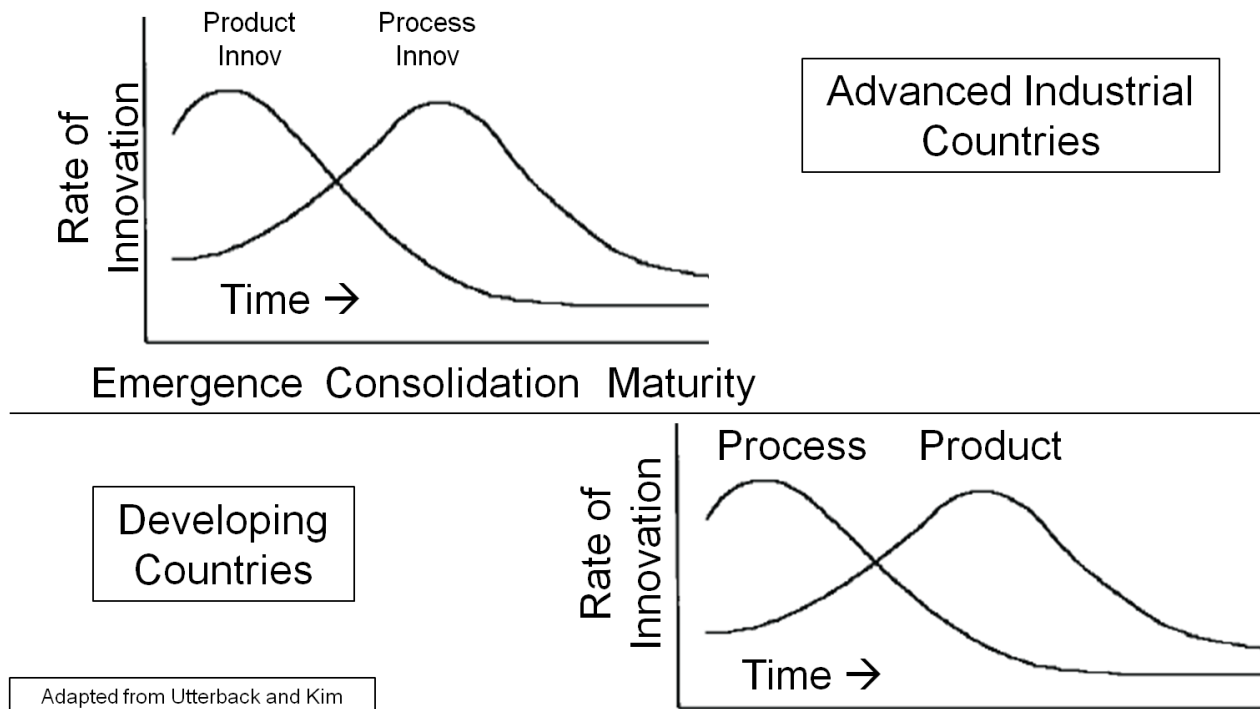 Product
Innov
Process
Innov
Advanced Industrial
Countries
Rate of
Innovation
Time →
Emergence Consolidation Maturity
Process Product
Developing
Countries
Rate of
Innovation
Time →
Adapted from Utterback and Kim